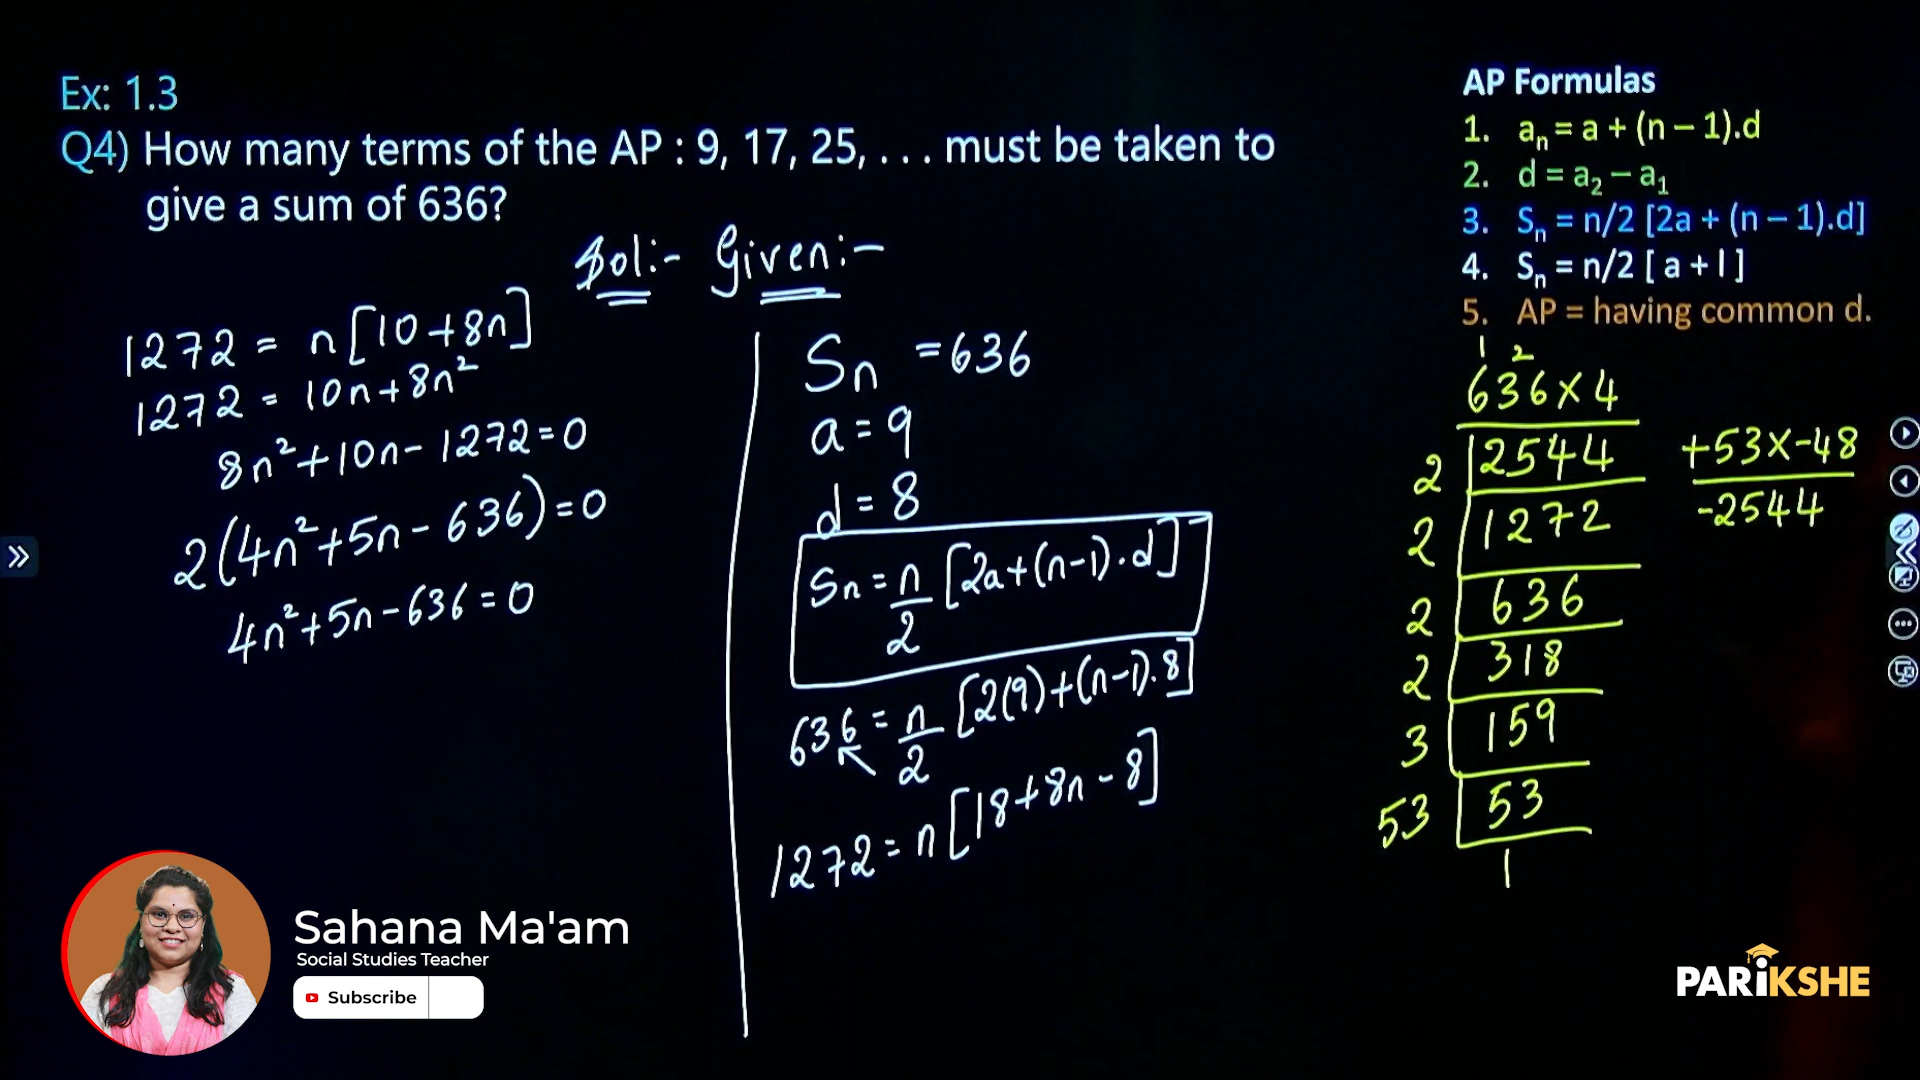 Ex: 1.3
Q4) How many terms of the AP : 9, 17, 25, . . . must be taken to
give a sum of 636?
Sol:- Given:-
Sn = 636
a = 9
d = 8
Sn = n/2 [2a+(n-1).d]
636 = n/2 [2(9)+(n-1).8]
1272 = n[18+8n-8]
1272 = n[10+8n]
1272 = 10n+8n²
8n²+10n-1272=0
2(4n²+5n-636)=0
4n²+5n-636=0
AP Formulas
1. aₙ = a + (n – 1).d
2. d = a₂ – a₁
3. Sₙ = n/2 [2a + (n – 1).d]
4. Sₙ = n/2 [ a + l ]
5. AP = having common d.
1 2
636×4
2 2544
2 1272
2 636
2 318
3 159
53 53
1
+53×-48
-2544
Sahana Ma'am
Social Studies Teacher
Subscribe
PARiKSHE